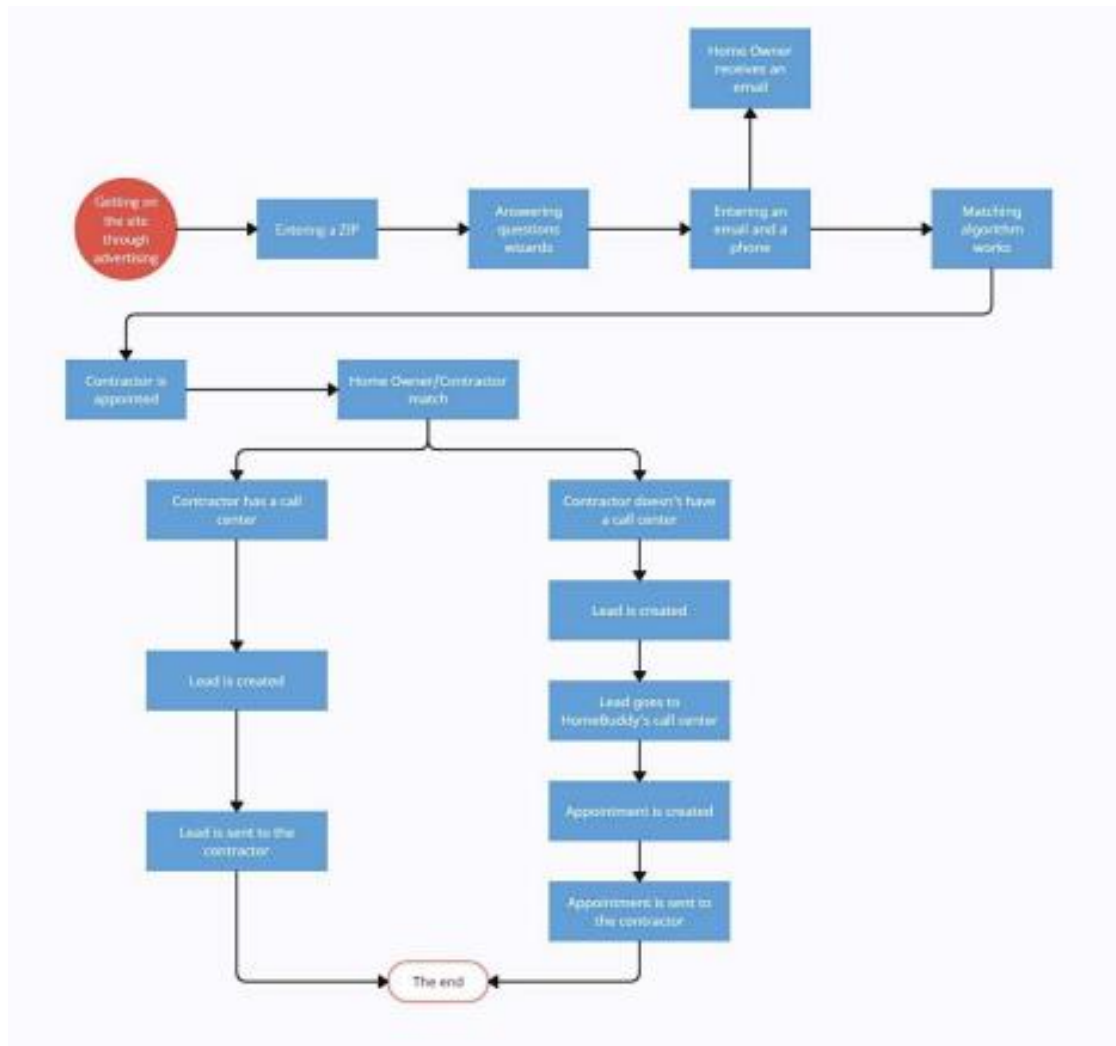 Home Owner
receives an
email
Getting on
the site
through
advertising
Entering a ZIP
Answering
questions
wizards
Entering an
email and a
phone
Matching
algorithm
works
Contractor is
appointed
Home Owner/Contractor
match
Contractor has a call
center
Contractor doesn't have
a call center
Lead is created
Lead is created
Lead goes to
HomeBuddy's call center
Appointment is created
Lead is sent to the
contractor
Appointment is sent to
the contractor
The end